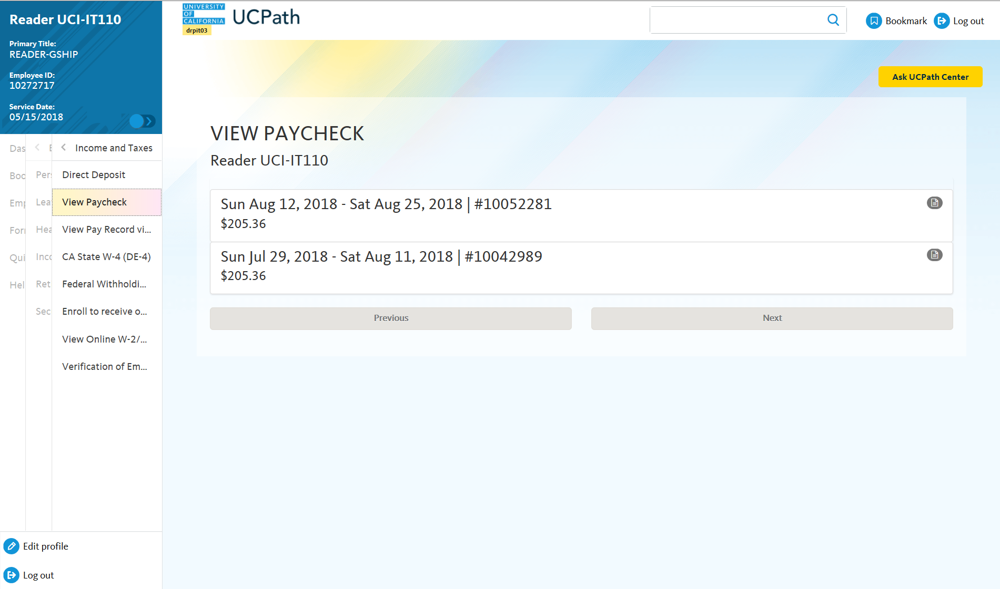 Reader UCI-IT110
Primary Title:
READER-GSHIP
Employee ID:
10272717
Service Date:
05/15/2018
UNIVERSITY
OF
CALIFORNIA
UCPath
drpit03
Bookmark
Log out
Ask UCPath Center
Das
Boo
Emp
For
Qui
Hel
E
Pers
Lea
Hea
Inco
Ret
Sec
Income and Taxes
Direct Deposit
View Paycheck
View Pay Record vi...
CA State W-4 (DE-4)
Federal Withholdi...
Enroll to receive o...
View Online W-2/...
Verification of Em...
Edit profile
Log out
VIEW PAYCHECK
Reader UCI-IT110
Sun Aug 12, 2018 - Sat Aug 25, 2018 | #10052281
$205.36
Sun Jul 29, 2018 - Sat Aug 11, 2018 | #10042989
$205.36
Previous
Next